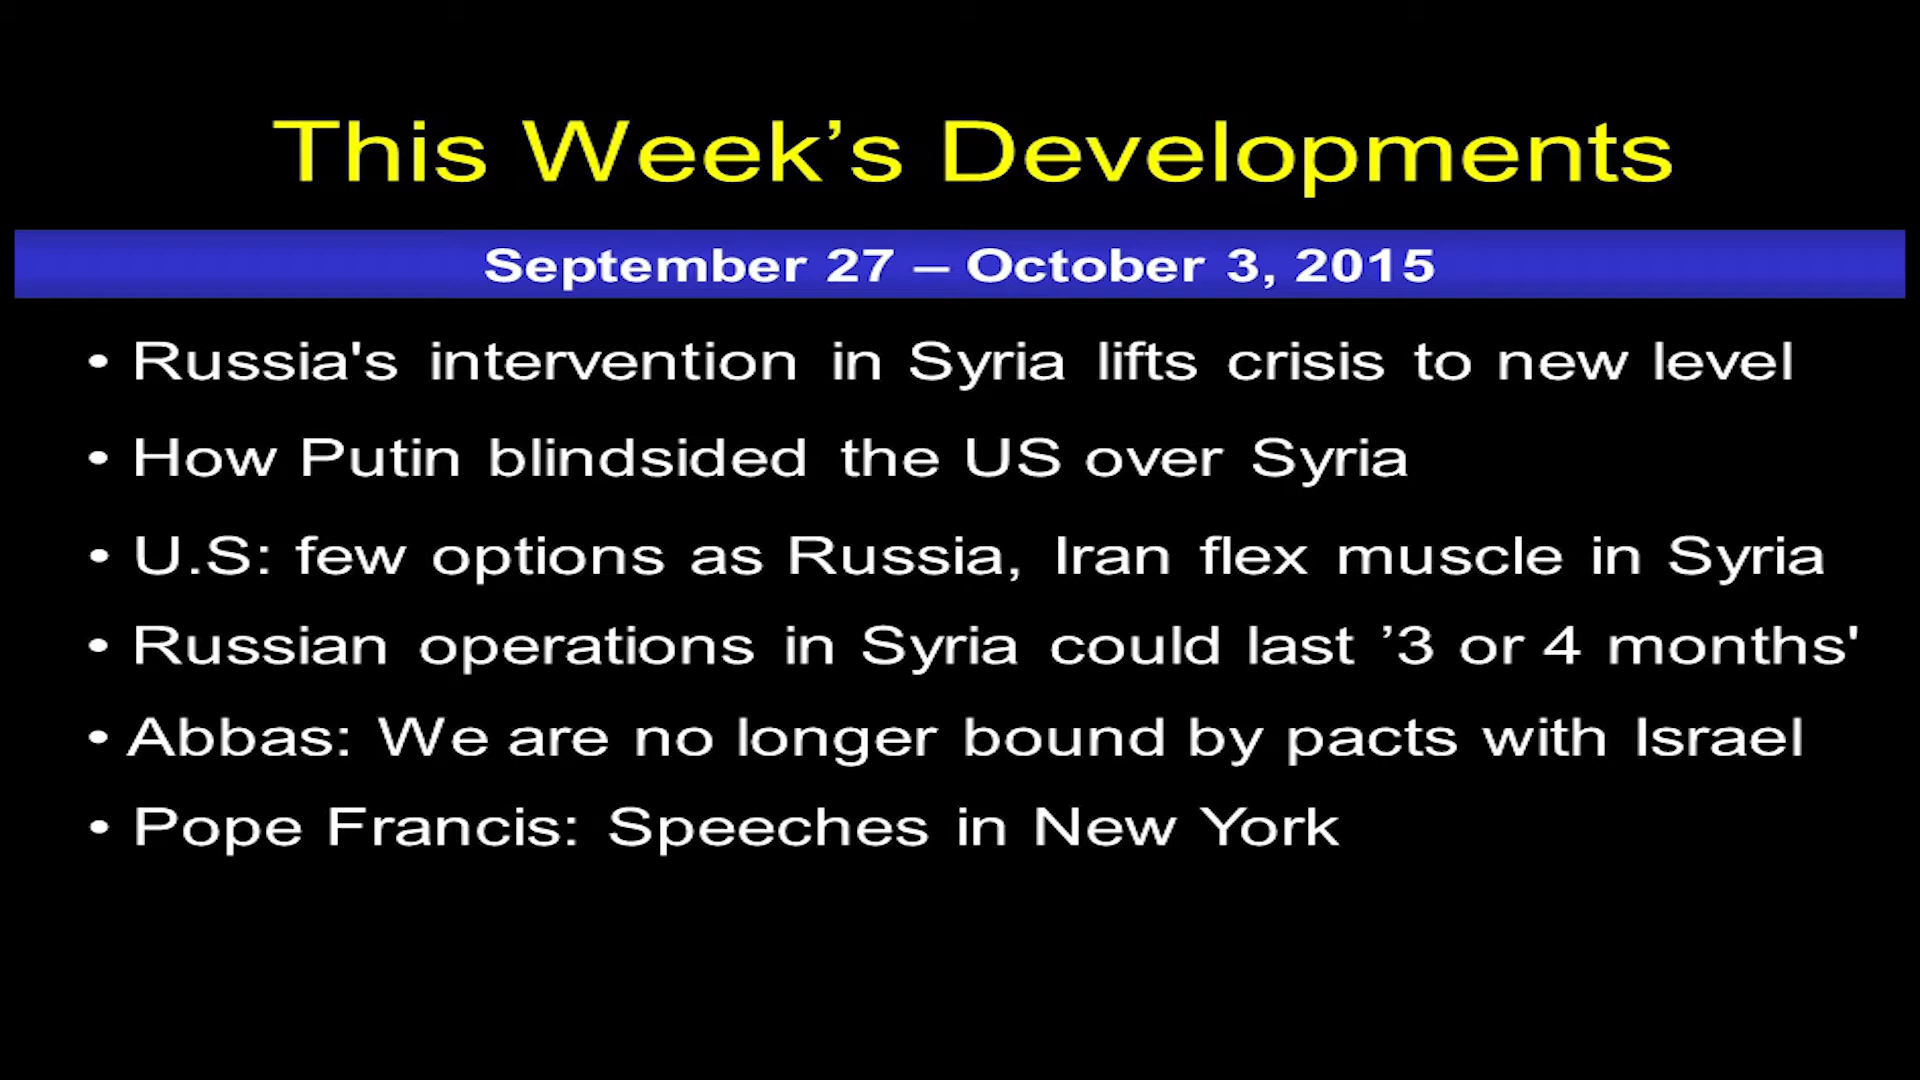 This Week’s Developments
September 27 – October 3, 2015
• Russia's intervention in Syria lifts crisis to new level
• How Putin blindsided the US over Syria
• U.S: few options as Russia, Iran flex muscle in Syria
• Russian operations in Syria could last ’3 or 4 months'
• Abbas: We are no longer bound by pacts with Israel
• Pope Francis: Speeches in New York